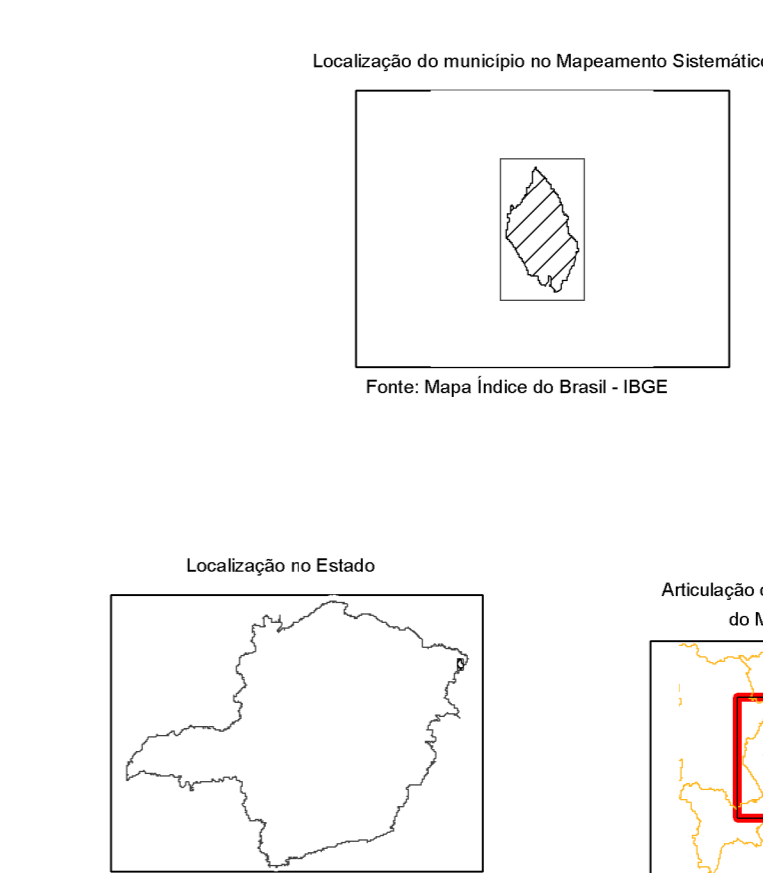 Localização do município no Mapeamento Sistemático
Fonte: Mapa Índice do Brasil - IBGE
Localização no Estado
Articulação
do